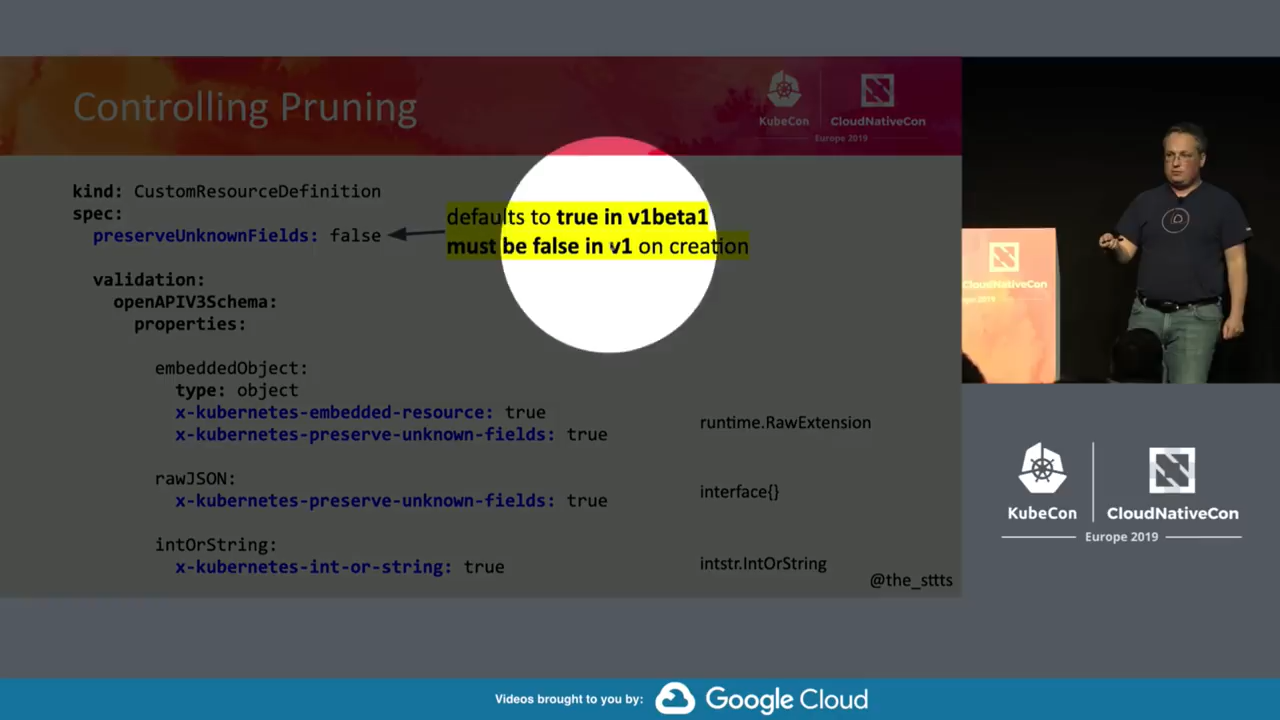 Controlling Pruning
KubeCon
CloudNativeCon
Europe 2019
kind: CustomResourceDefinition
spec:
preserveUnknownFields: false
defaults to true in v1beta1
must be false in v1 on creation
validation:
openAPIV3Schema:
properties:
embeddedObject:
type: object
x-kubernetes-embedded-resource: true
x-kubernetes-preserve-unknown-fields: true
runtime.RawExtension
rawJSON:
x-kubernetes-preserve-unknown-fields: true
interface{}
intOrString:
x-kubernetes-int-or-string: true
intstr.IntOrString
@the_sttts
CloudNativeCon
KubeCon
CloudNativeCon
Europe 2019
Videos brought to you by:
Google Cloud